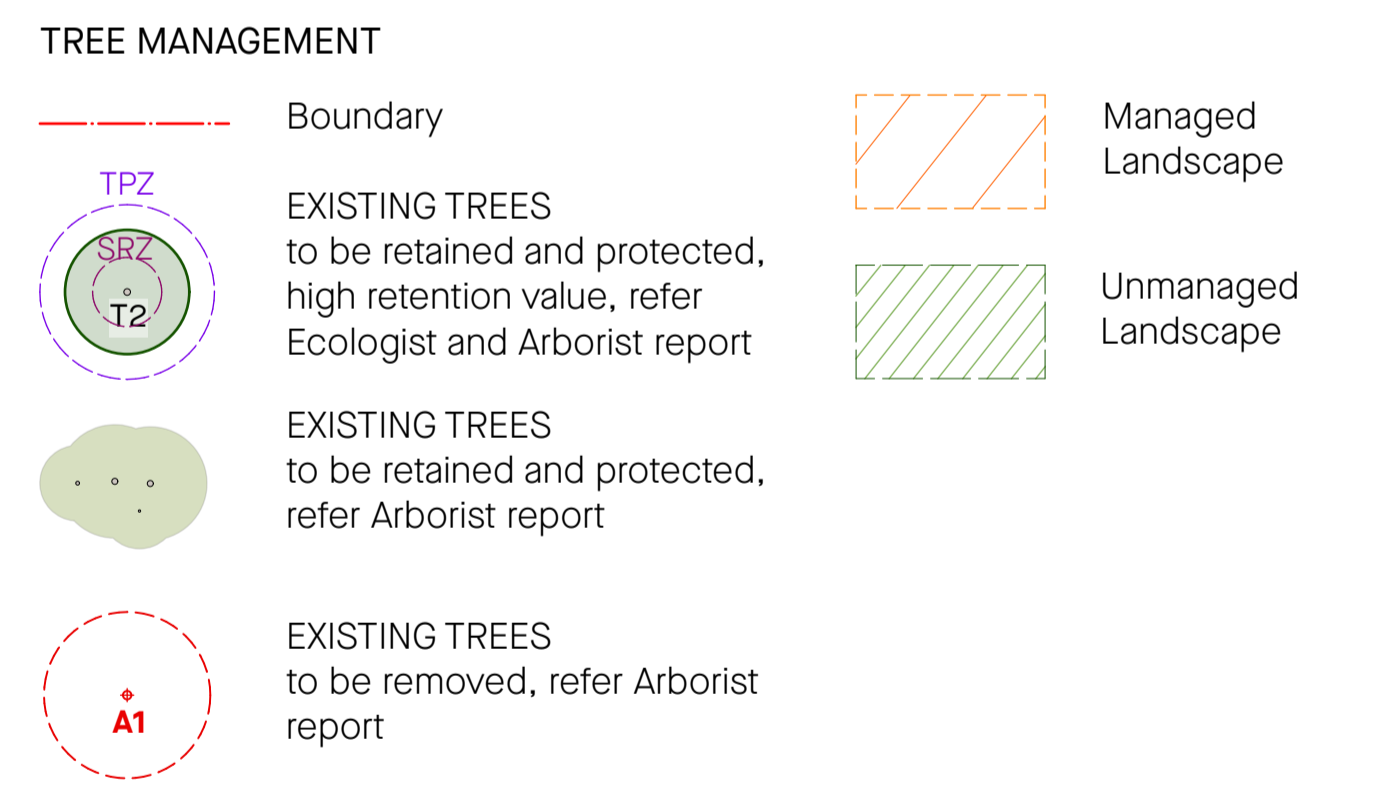 TREE MANAGEMENT
Boundary
TPZ
SRZ
T2
EXISTING TREES
to be retained and protected,
high retention value, refer
Ecologist and Arborist report
EXISTING TREES
to be retained and protected,
refer Arborist report
A1
EXISTING TREES
to be removed, refer Arborist
report
Managed
Landscape
Unmanaged
Landscape